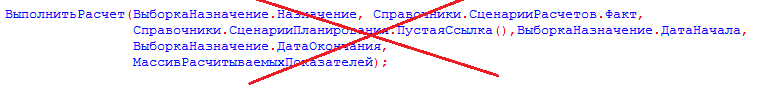 ВыполнитьРасчет(ВыборкаНазначение.Назначение, Справочники.СценарииРасчетов.Факт,
Справочники.СценарииПланирования.ПустаяСсылка(),ВыборкаНазначение.ДатаНачала,
ВыборкаНазначение.ДатаОкончания,
МассивРасчитываемыхПоказателей);